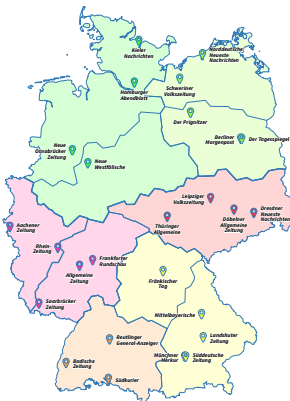 Kieler
Nachrichten
Norddeutsche
Neueste
Nachrichten
Hamburger
Abendblatt
Schweriner
Volkszeitung
Der Prignitzer
Berliner
Morgenpost
Der Tagesspiegel
Neue
Osnabrücker
Zeitung
Neue
Westfälische
Leipziger
Volkszeitung
Thüringer
Allgemeine
Döbelner
Allgemeine
Zeitung
Dresdner
Neueste
Nachrichten
Aachener
Zeitung
Rhein-
Zeitung
Frankfurter
Rundschau
Allgemeine
Zeitung
Saarbrücker
Zeitung
Fränkischer
Tag
Mittelbayerische
Reutlinger
General-Anzeiger
Landshuter
Zeitung
Münchner
Merkur
Süddeutsche
Zeitung
Badische
Zeitung
Südkurier